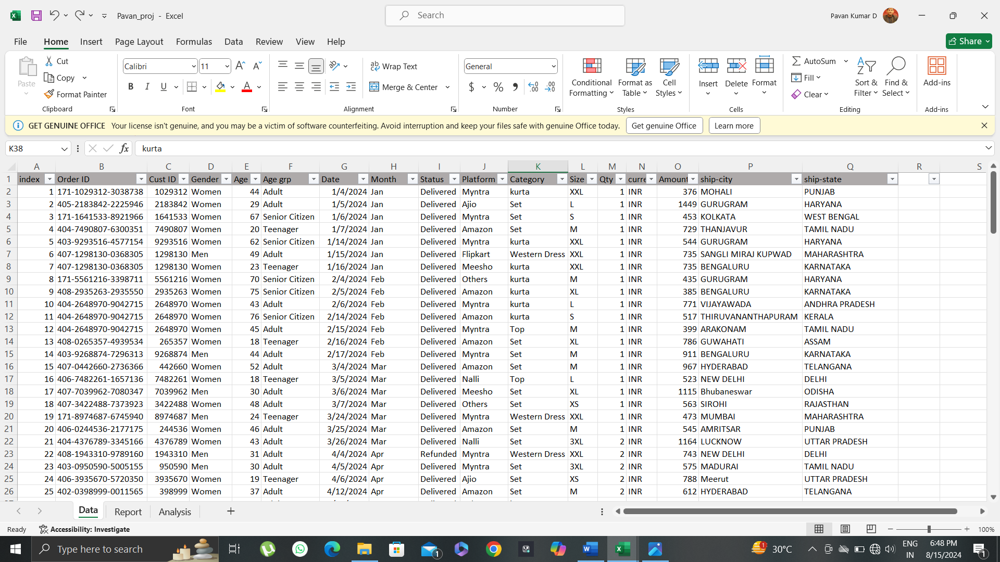 Pavan_proj - Excel
Search
Pavan Kumar D
File Home Insert Page Layout Formulas Data Review View Help
Share
Paste
Cut
Copy
Format Painter
Clipboard
Calibri 11
B I U
Font
Wrap Text
Merge & Center
Alignment
General
$ % ,
Number
Conditional Formatting
Format as Table
Cell Styles
Styles
Insert Delete Format
Cells
AutoSum
Fill
Clear
Sort & Filter
Find & Select
Editing
Add-ins
Add-ins
GET GENUINE OFFICE Your license isn't genuine, and you may be a victim of software counterfeiting. Avoid interruption and keep your files safe with genuine Office today. Get genuine Office Learn more
K38 fx kurta
A B C D E F G H I J K L M N O P Q R S
1 index Order ID Cust ID Gender Age Age grp Date Month Status Platform Category Size Qty curre Amount ship-city ship-state
2 1 171-1029312-3038738 1029312 Women 44 Adult 1/4/2024 Jan Delivered Myntra kurta XXL 1 INR 376 MOHALI PUNJAB
3 2 405-2183842-2225946 2183842 Women 29 Adult 1/5/2024 Jan Delivered Ajio Set L 1 INR 1449 GURUGRAM HARYANA
4 3 171-1641533-8921966 1641533 Women 67 Senior Citizen 1/6/2024 Jan Delivered Myntra Set S 1 INR 453 KOLKATA WEST BENGAL
5 4 404-7490807-6300351 7490807 Women 20 Teenager 1/7/2024 Jan Delivered Amazon Set M 1 INR 729 THANJAVUR TAMIL NADU
6 5 403-9293516-4577154 9293516 Women 62 Senior Citizen 1/14/2024 Jan Delivered Myntra kurta XXL 1 INR 544 GURUGRAM HARYANA
7 6 407-1298130-0368305 1298130 Men 49 Adult 1/15/2024 Jan Delivered Flipkart Western Dress XXL 1 INR 735 SANGLI MIRAJ KUPWAD MAHARASHTRA
8 7 407-1298130-0368305 1298130 Women 23 Teenager 1/16/2024 Jan Delivered Meesho kurta XXL 1 INR 735 BENGALURU KARNATAKA
9 8 171-5561216-3398711 5561216 Women 70 Senior Citizen 2/4/2024 Feb Delivered Others kurta M 1 INR 435 GURUGRAM HARYANA
10 9 408-2935263-2935550 2935263 Women 75 Senior Citizen 2/5/2024 Feb Delivered Amazon kurta XL 1 INR 385 BENGALURU KARNATAKA
11 10 404-2648970-9042715 2648970 Women 43 Adult 2/6/2024 Feb Delivered Myntra kurta L 1 INR 771 VIJAYAWADA ANDHRA PRADESH
12 11 404-2648970-9042715 2648970 Women 76 Senior Citizen 2/14/2024 Feb Delivered Amazon kurta S 1 INR 517 THIRUVANANTHAPURAM KERALA
13 12 404-2648970-9042715 2648970 Women 45 Adult 2/15/2024 Feb Delivered Myntra Top M 1 INR 399 ARAKONAM TAMIL NADU
14 13 408-0265357-4939534 265357 Women 18 Teenager 2/16/2024 Feb Delivered Amazon Set XL 1 INR 786 GUWAHATI ASSAM
15 14 403-9268874-7296313 9268874 Men 44 Adult 2/17/2024 Feb Delivered Myntra Set M 1 INR 911 BENGALURU KARNATAKA
16 15 407-0442660-2736366 442660 Women 52 Adult 3/4/2024 Mar Delivered Amazon Set M 1 INR 967 HYDERABAD TELANGANA
17 16 406-7482261-1657136 7482261 Women 18 Teenager 3/5/2024 Mar Delivered Nalli Top L 1 INR 523 NEW DELHI DELHI
18 17 407-7039962-7080347 7039962 Men 30 Adult 3/6/2024 Mar Delivered Meesho Set XL 1 INR 1115 Bhubaneswar ODISHA
19 18 407-3422488-7373923 3422488 Women 48 Adult 3/7/2024 Mar Delivered Others Set XS 1 INR 563 SIROHI RAJASTHAN
20 19 171-8974687-6745940 8974687 Men 24 Teenager 3/24/2024 Mar Delivered Myntra Western Dress XXL 1 INR 473 MUMBAI MAHARASHTRA
21 20 406-0244536-2177175 244536 Women 46 Adult 3/25/2024 Mar Delivered Amazon Set M 1 INR 545 AMRITSAR PUNJAB
22 21 404-4376789-3345166 4376789 Women 43 Adult 3/26/2024 Mar Delivered Nalli Set 3XL 2 INR 1164 LUCKNOW UTTAR PRADESH
23 22 408-1943310-9789160 1943310 Men 31 Adult 4/4/2024 Apr Refunded Myntra Western Dress XXL 2 INR 743 NEW DELHI DELHI
24 23 403-0950590-5005155 950590 Men 30 Adult 4/5/2024 Apr Delivered Myntra Set 3XL 2 INR 575 MADURAI TAMIL NADU
25 24 406-3935670-5720350 3935670 Women 19 Teenager 4/6/2024 Apr Delivered Ajio Set XS 2 INR 788 Meerut UTTAR PRADESH
26 25 402-0398999-0011565 398999 Women 37 Adult 4/12/2024 Apr Delivered Amazon Set M 2 INR 612 HYDERABAD TELANGANA
Data Report Analysis
Ready Accessibility: Investigate 100%
Type here to search
30°C
ENG
IN
6:48 PM
8/15/2024